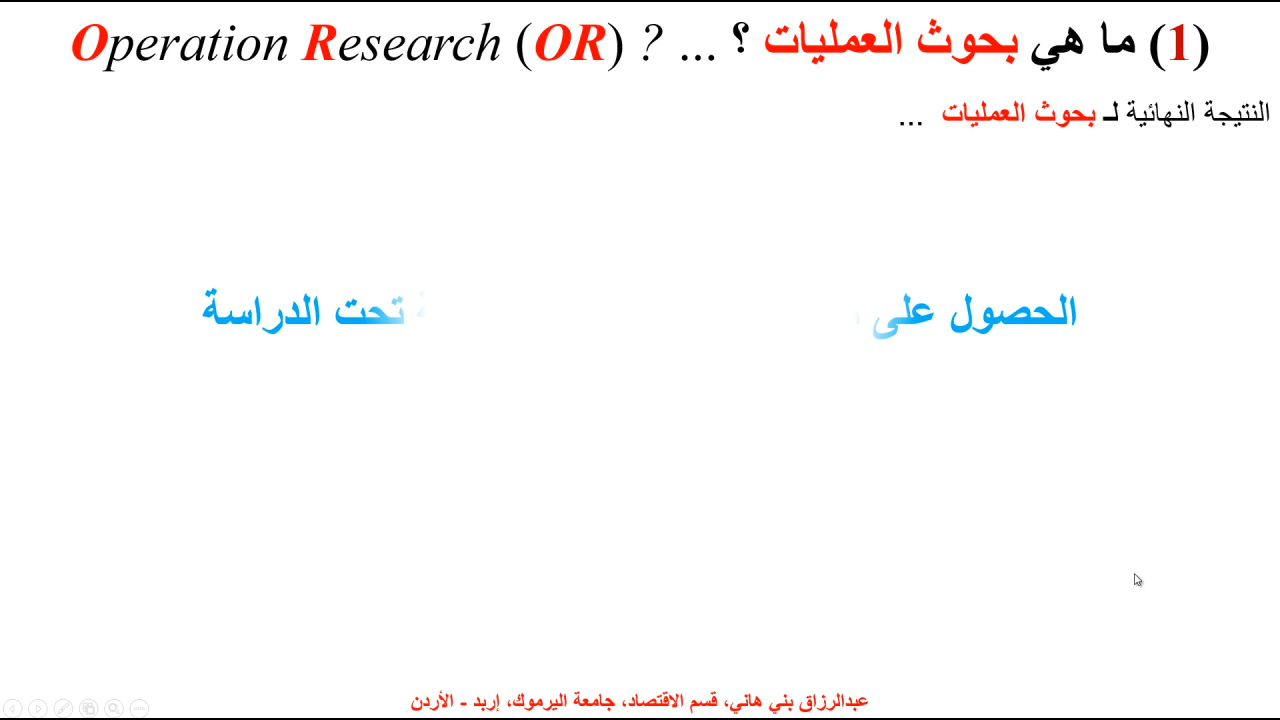 (1) ما هي بحوث العمليات ؟ ... Operation Research (OR) ?
النتيجة النهائية لـ بحوث العمليات ...
الحصول على تحت الدراسة
عبدالرزاق بني هاني، قسم الاقتصاد، جامعة اليرموك، إربد - الأردن